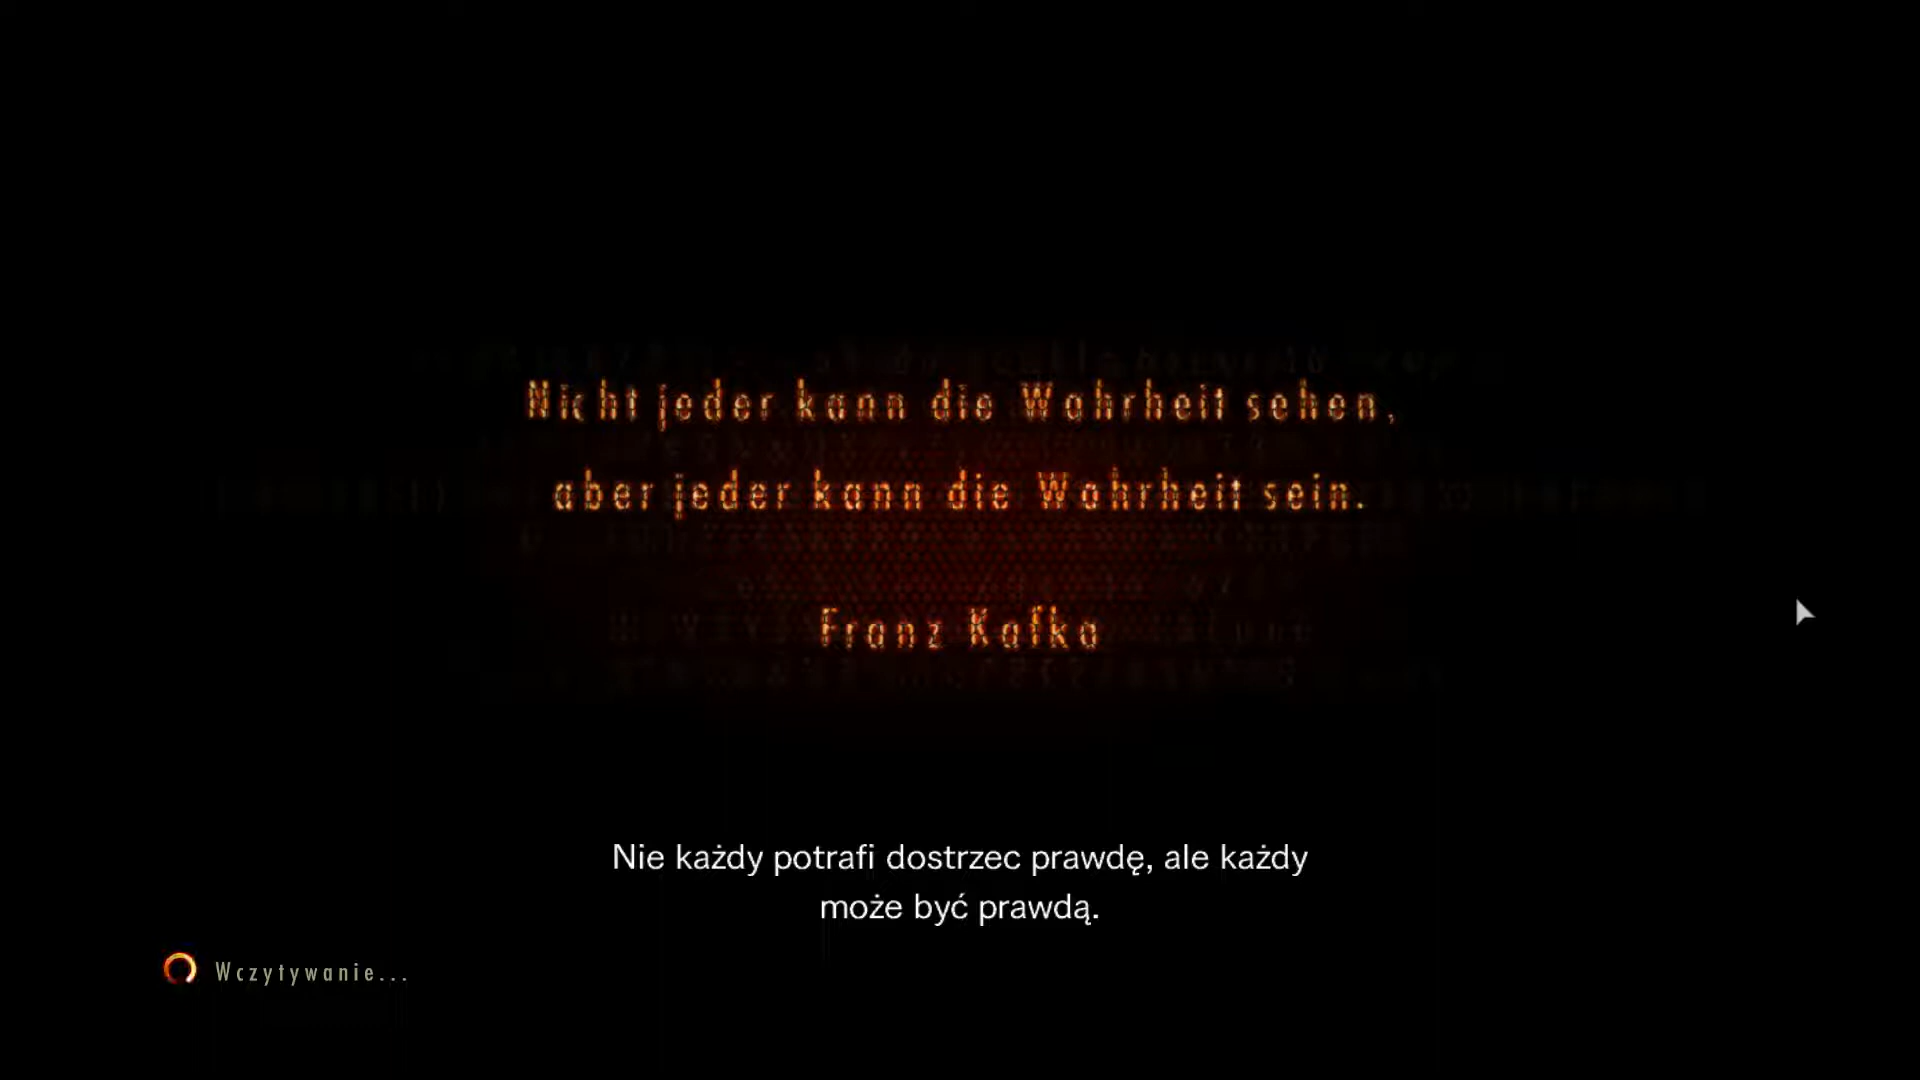 Nicht jeder kann die Wahrheit sehen,
aber jeder kann die Wahrheit sein.
Franz Kafka
Nie każdy potrafi dostrzec prawdę, ale każdy
może być prawdą.
Wczytywanie...